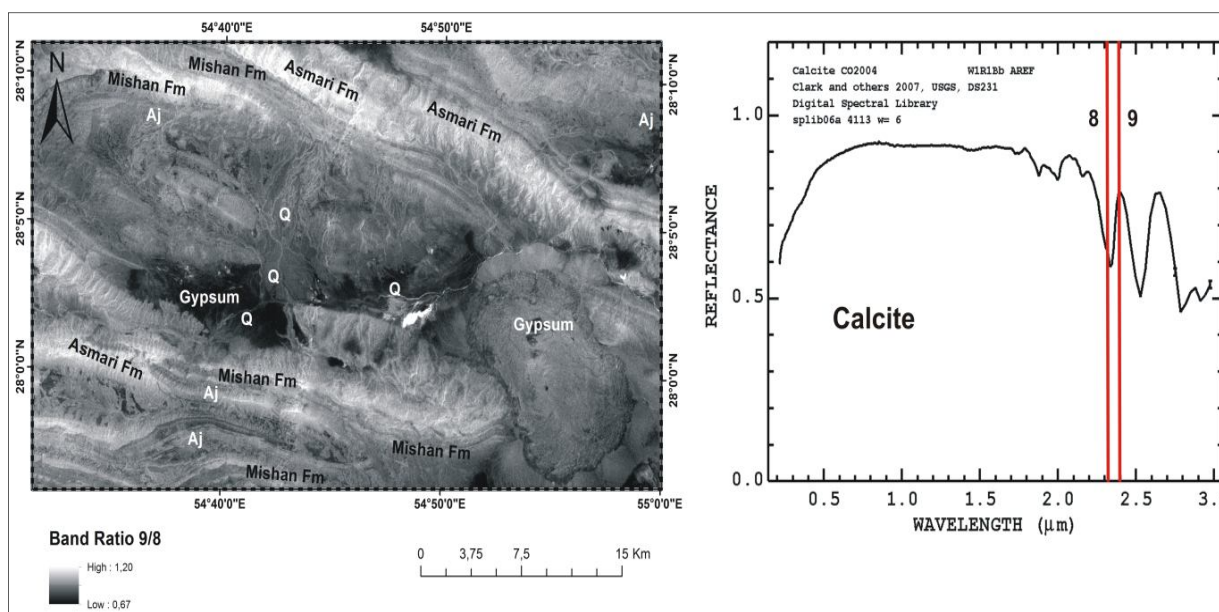 54°40'0"E
54°50'0"E
N
28°10'0"N
28°5'0"N
28°0'0"N
28°10'0"N
28°5'0"N
28°0'0"N
Mishan Fm
Mishan Fm
Asmari Fm
Asmari Fm
Aj
Aj
Q
Q
Q
Gypsum
Q
Gypsum
Asmari Fm
Mishan Fm
Aj
Aj
Mishan Fm
Mishan Fm
54°40'0"E
54°50'0"E
55°0'0"E
Band Ratio 9/8
High : 1,20
Low : 0,67
0
3,75
7,5
15 Km
Calcite CO2004 W1R1Bb AREF
Clark and others 2007, USGS, DS231
Digital Spectral Library
splib06a 4113 w= 6
8
9
1.0
0.5
0.0
REFLECTANCE
Calcite
0.5
1.0
1.5
2.0
2.5
3.0
WAVELENGTH (µm)